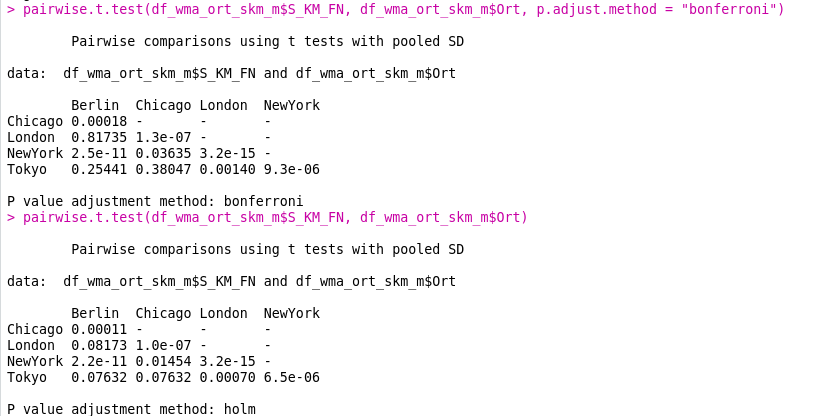 > pairwise.t.test(df_wma_ort_skm_m$S_KM_FN, df_wma_ort_skm_m$Ort, p.adjust.method = "bonferroni")
Pairwise comparisons using t tests with pooled SD
data:  df_wma_ort_skm_m$S_KM_FN and df_wma_ort_skm_m$Ort
        Berlin  Chicago London  NewYork
Chicago 0.00018 -       -       -
London  0.81735 1.3e-07 -       -
NewYork 2.5e-11 0.03635 3.2e-15 -
Tokyo   0.25441 0.38047 0.00140 9.3e-06
P value adjustment method: bonferroni
> pairwise.t.test(df_wma_ort_skm_m$S_KM_FN, df_wma_ort_skm_m$Ort)
Pairwise comparisons using t tests with pooled SD
data:  df_wma_ort_skm_m$S_KM_FN and df_wma_ort_skm_m$Ort
        Berlin  Chicago London  NewYork
Chicago 0.00011 -       -       -
London  0.08173 1.0e-07 -       -
NewYork 2.2e-11 0.01454 3.2e-15 -
Tokyo   0.07632 0.07632 0.00070 6.5e-06
P value adjustment method: holm